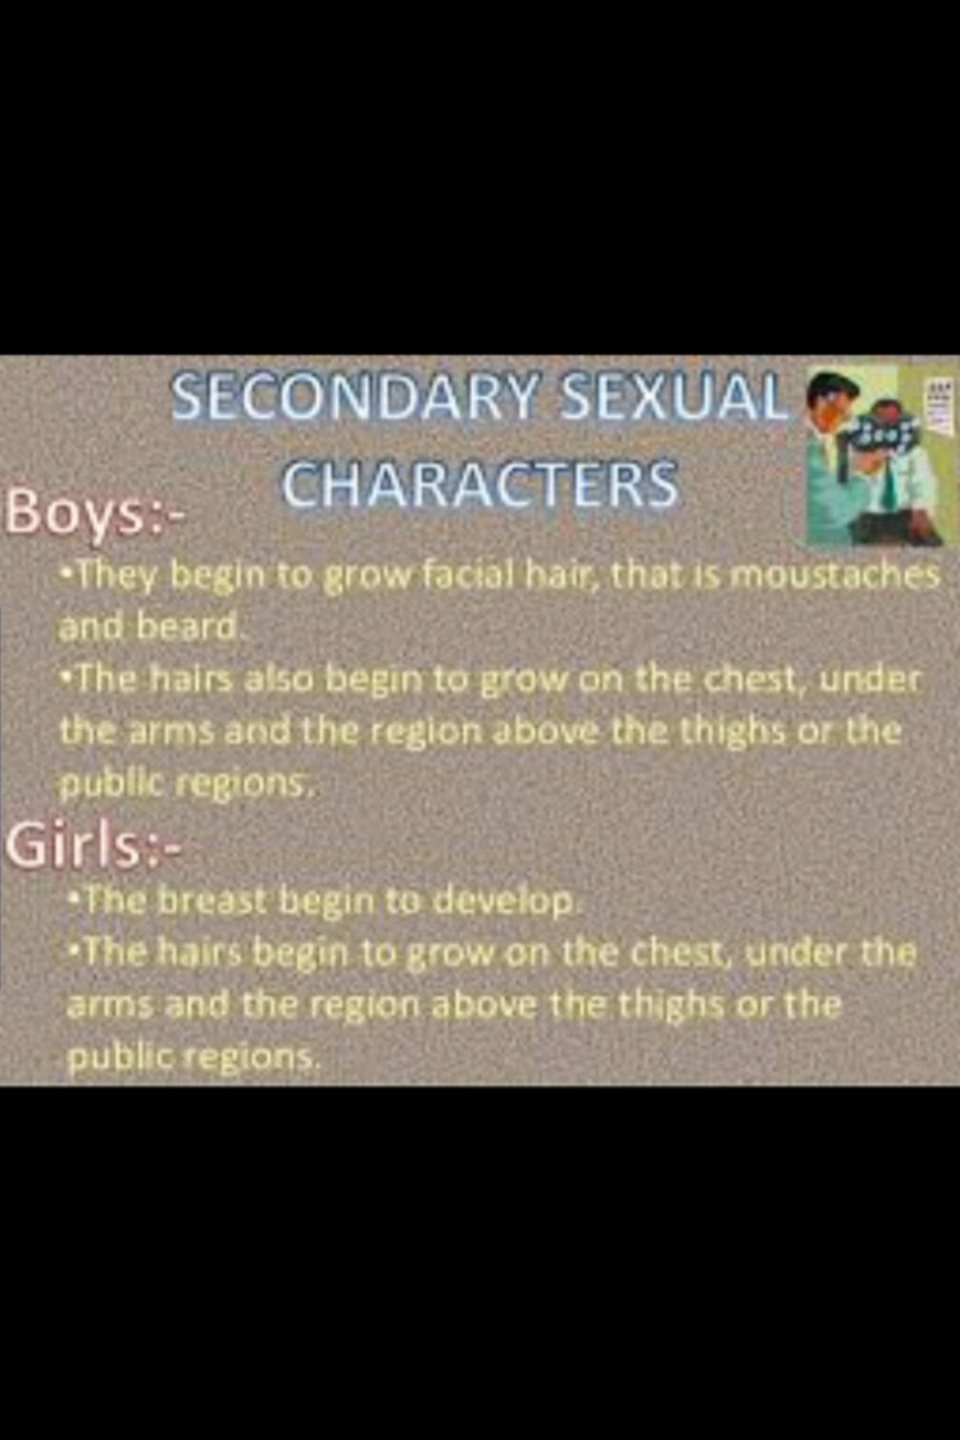 SECONDARY SEXUAL
CHARACTERS
Boys:-
•They begin to grow facial hair, that is moustaches
and beard.
•The hairs also begin to grow on the chest, under
the arms and the region above the thighs or the
public regions.
Girls:-
•The breast begin to develop.
•The hairs begin to grow on the chest, under the
arms and the region above the thighs or the
public regions.